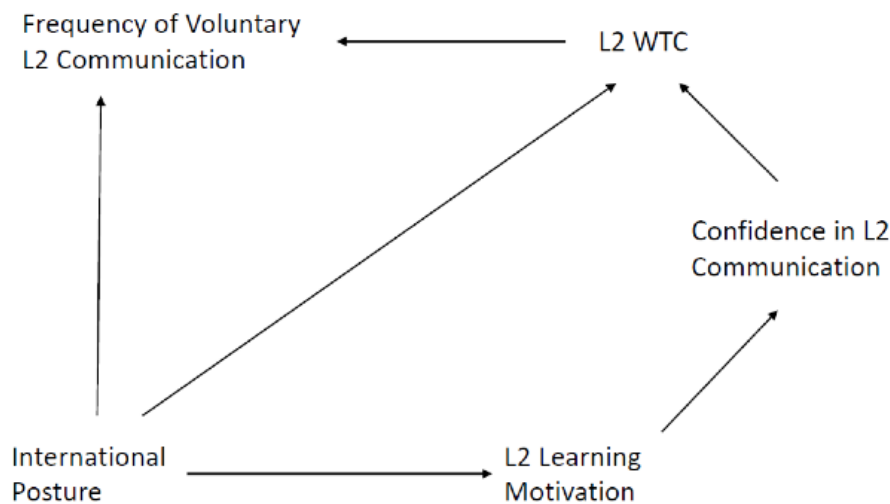 Frequency of Voluntary
L2 Communication
L2 WTC
Confidence in L2
Communication
International
Posture
L2 Learning
Motivation